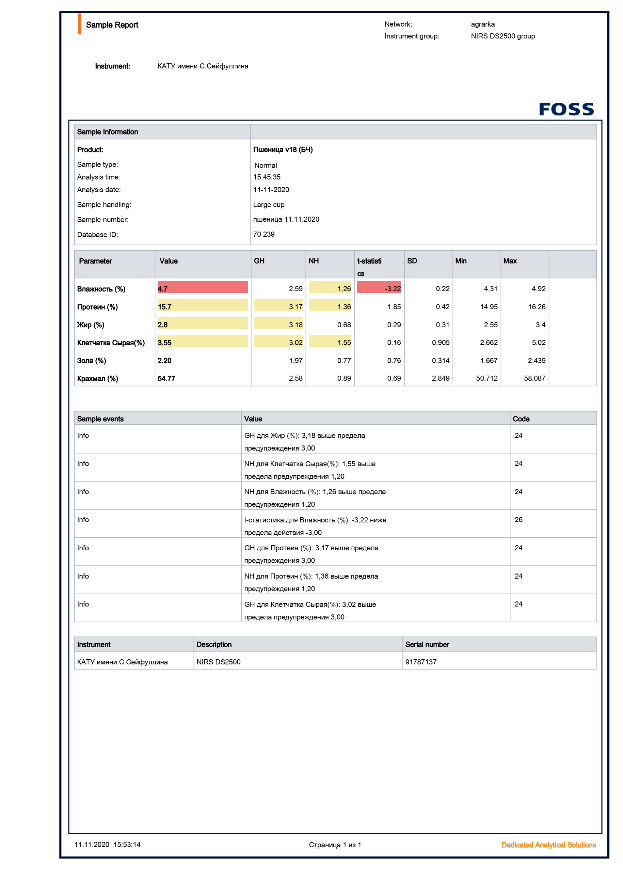 Sample Report
Network: agrarka
Instrument group: NIRS DS2500 group
Instrument: КАТУ имени С.Сейфуллина
FOSS
Sample Information
Product: Пшеница v18 (БЧ)
Sample type: Normal
Analysis time: 15:45:35
Analysis date: 11-11-2020
Sample handling: Large cup
Sample number: пшеница 11.11.2020
Database ID: 70 239
Parameter Value GH NH t-statisti SD Min Max
cs
Влажность (%) 4.7 2.59 1.26 -3.22 0.22 4.31 4.92
Протеин (%) 15.7 3.17 1.36 1.85 0.42 14.95 16.26
Жир (%) 2.8 3.18 0.68 0.29 0.31 2.55 3.4
Клетчатка Сырая(%) 3.55 3.02 1.55 0.16 0.905 2.662 5.02
Зола (%) 2.20 1.97 0.77 0.76 0.314 1.667 2.439
Крахмал (%) 54.77 2.58 0.89 -0.69 2.849 50.712 58.087
Sample events Value Code
Info GH для Жир (%): 3,18 выше предела 24
предупреждения 3,00
Info NH для Клетчатка Сырая(%): 1,55 выше 24
предела предупреждения 1,20
Info NH для Влажность (%): 1,26 выше предела 24
предупреждения 1,20
Info t-статистика для Влажность (%): -3,22 ниже 26
предела действия -3,00
Info GH для Протеин (%): 3,17 выше предела 24
предупреждения 3,00
Info NH для Протеин (%): 1,36 выше предела 24
предупреждения 1,20
Info GH для Клетчатка Сырая(%): 3,02 выше 24
предела предупреждения 3,00
Instrument Description Serial number
КАТУ имени С.Сейфуллина NIRS DS2500 91787137
11.11.2020 15:53:14 Страница 1 из 1 Dedicated Analytical Solutions